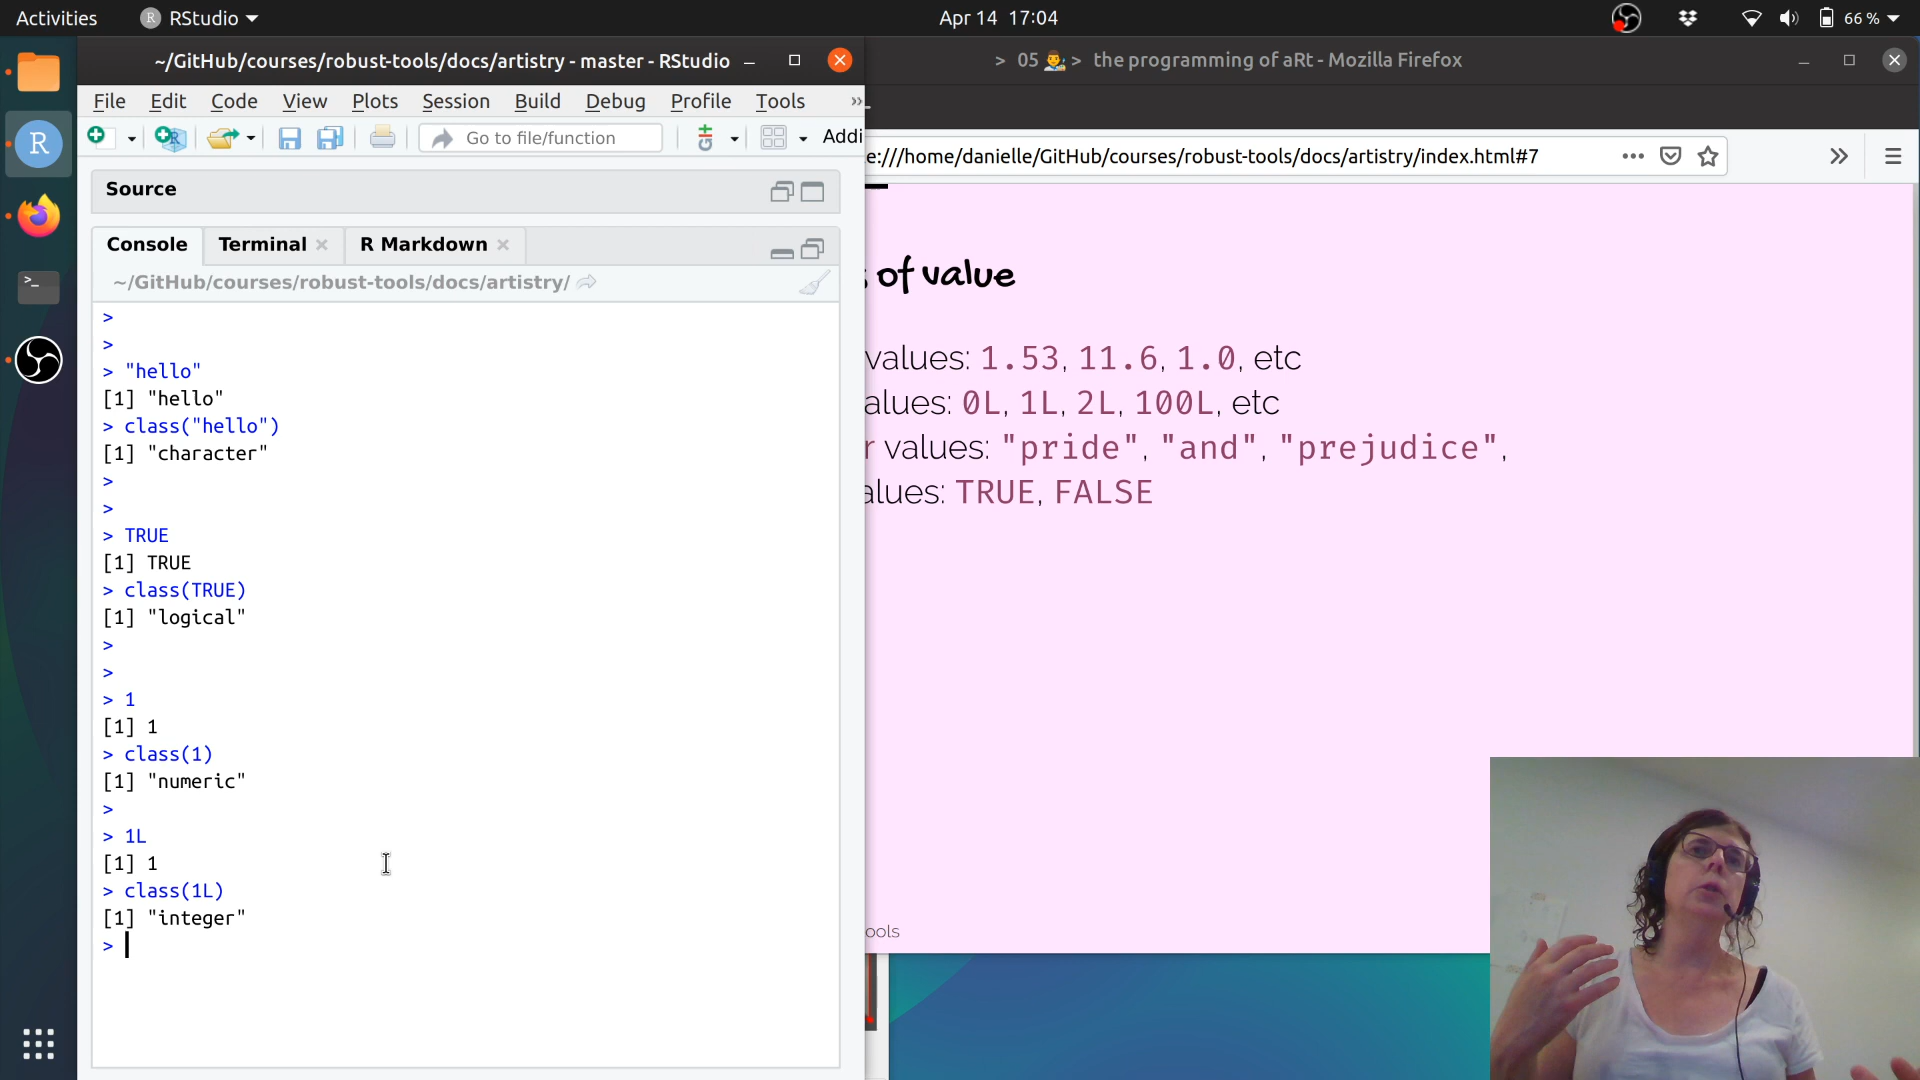 Activities
RStudio
Apr 14 17:04
66 %
~/GitHub/courses/robust-tools/docs/artistry - master - RStudio
> 05 > the programming of aRt - Mozilla Firefox
File Edit Code View Plots Session Build Debug Profile Tools »
Go to file/function
Addi
e:///home/danielle/GitHub/courses/robust-tools/docs/artistry/index.html#7
Source
Console Terminal R Markdown
~/GitHub/courses/robust-tools/docs/artistry/
>
>
> "hello"
[1] "hello"
> class("hello")
[1] "character"
>
>
> TRUE
[1] TRUE
> class(TRUE)
[1] "logical"
>
>
> 1
[1] 1
> class(1)
[1] "numeric"
>
> 1L
[1] 1
> class(1L)
[1] "integer"
>
of value
values: 1.53, 11.6, 1.0, etc
alues: 0L, 1L, 2L, 100L, etc
r values: "pride", "and", "prejudice",
alues: TRUE, FALSE
ools